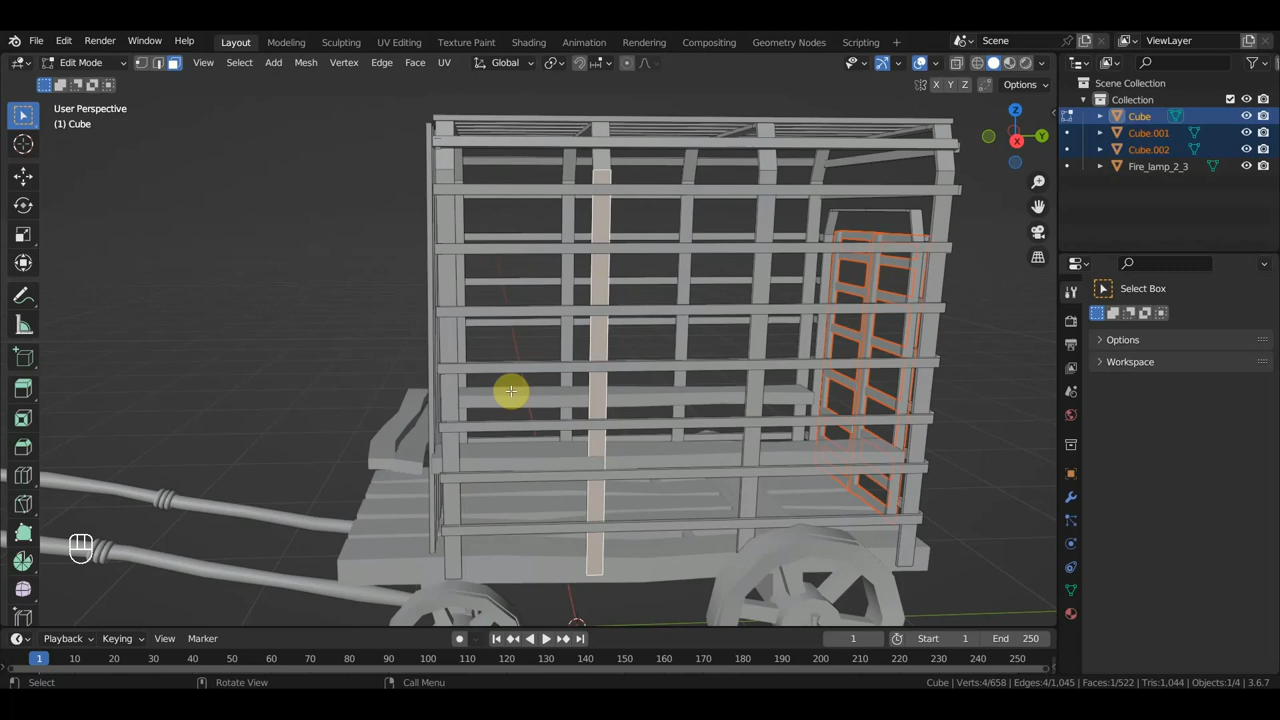 File Edit Render Window Help Layout Modeling Sculpting UV Editing Texture Paint Shading Animation Rendering Compositing Geometry Nodes Scripting + Scene ViewLayer
Edit Mode View Select Add Mesh Vertex Edge Face UV Global
X Y Z Options
User Perspective
(1) Cube
Z
Y
X
Scene Collection
Collection
Cube
Cube.001
Cube.002
Fire_lamp_2_3
Select Box
Options
Workspace
Playback Keying View Marker 1 Start 1 End 250
1 10 20 30 40 50 60 70 80 90 100 110 120 130 140 150 160 170 180 190 200 210 220 230 240 250
Select Rotate View Call Menu Cube | Verts:4/658 | Edges:4/1,045 | Faces:1/522 | Tris:1,044 | Objects:1/4 | 3.6.7